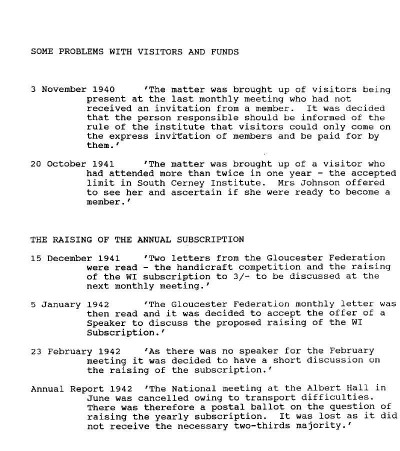 SOME PROBLEMS WITH VISITORS AND FUNDS
3 November 1940 'The matter was brought up of visitors being
present at the last monthly meeting who had not
received an invitation from a member. It was decided
that the person responsible should be informed of the
rule of the institute that visitors could only come on
the express invitation of members and be paid for by
them.'
20 October 1941 'The matter was brought up of a visitor who
had attended more than twice in one year - the accepted
limit in South Cerney Institute. Mrs Johnson offered
to see her and ascertain if she were ready to become a
member.'
THE RAISING OF THE ANNUAL SUBSCRIPTION
15 December 1941 'Two letters from the Gloucester Federation
were read - the handicraft competition and the raising
of the WI subscription to 3/- to be discussed at the
next monthly meeting.'
5 January 1942 'The Gloucester Federation monthly letter was
then read and it was decided to accept the offer of a
Speaker to discuss the proposed raising of the WI
Subscription.'
23 February 1942 'As there was no speaker for the February
meeting it was decided to have a short discussion on
the raising of the subscription.'
Annual Report 1942 'The National meeting at the Albert Hall in
June was cancelled owing to transport difficulties.
There was therefore a postal ballot on the question of
raising the yearly subscription. It was lost as it did
not receive the necessary two-thirds majority.'